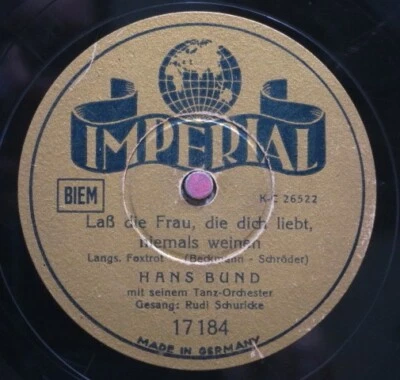 IMPERIAL
BIEM
K-C 26522
Laß die Frau, die dich liebt,
niemals weinen
Langs. Foxtrot - (Beckmann - Schröder)
HANS BUND
mit seinem Tanz-Orchester
Gesang: Rudi Schuricke
17184
MADE IN GERMANY